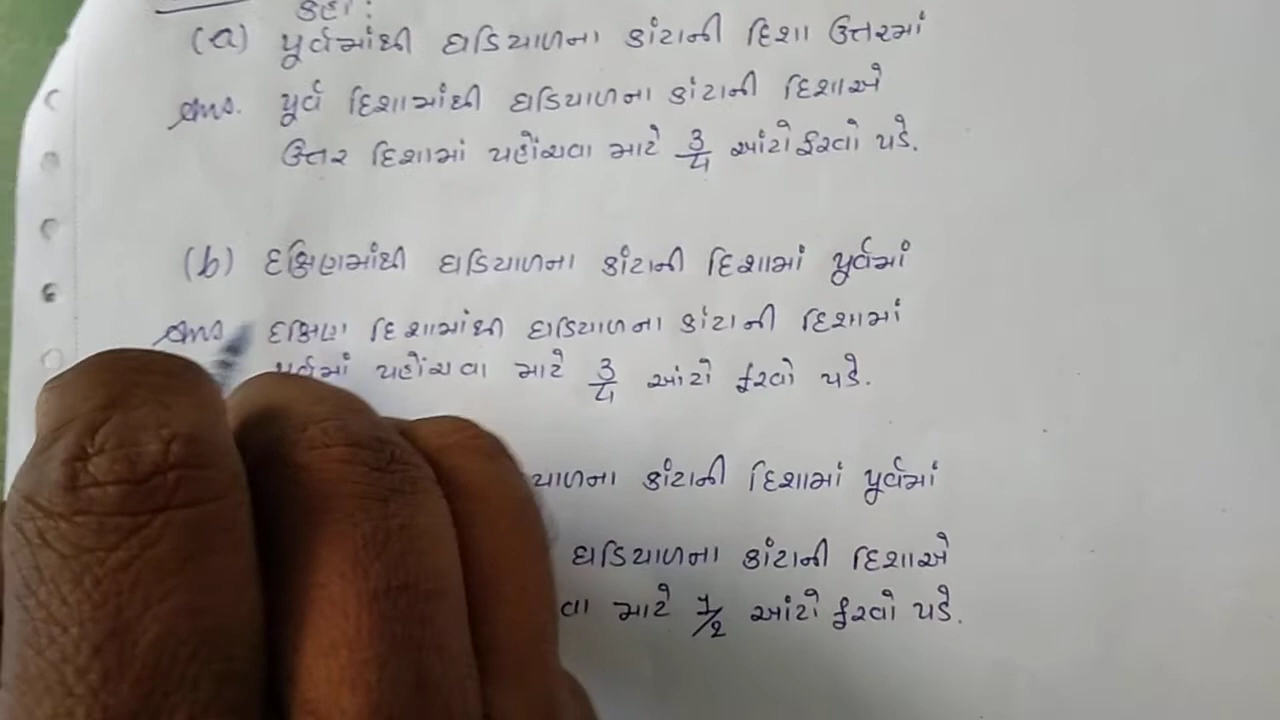 કહો :
(a) પૂર્વમાંથી ઘડિયાળના કાંટાની દિશા ઉત્તરમાં
Ans. પૂર્વ દિશામાંથી ઘડિયાળના કાંટાની દિશાએ
ઉત્તર દિશામાં પહોંચવા માટે 3/4 આંટો ફરવો પડે.
(b) દક્ષિણમાંથી ઘડિયાળના કાંટાની દિશામાં પૂર્વમાં
Ans. દક્ષિણ દિશામાંથી ઘડિયાળના કાંટાની દિશામાં
પૂર્વમાં પહોંચવા માટે 3/4 આંટો ફરવો પડે.
યાળના કાંટાની દિશામાં પૂર્વમાં
ઘડિયાળના કાંટાની દિશાએ
વા માટે 1/2 આંટો ફરવો પડે.